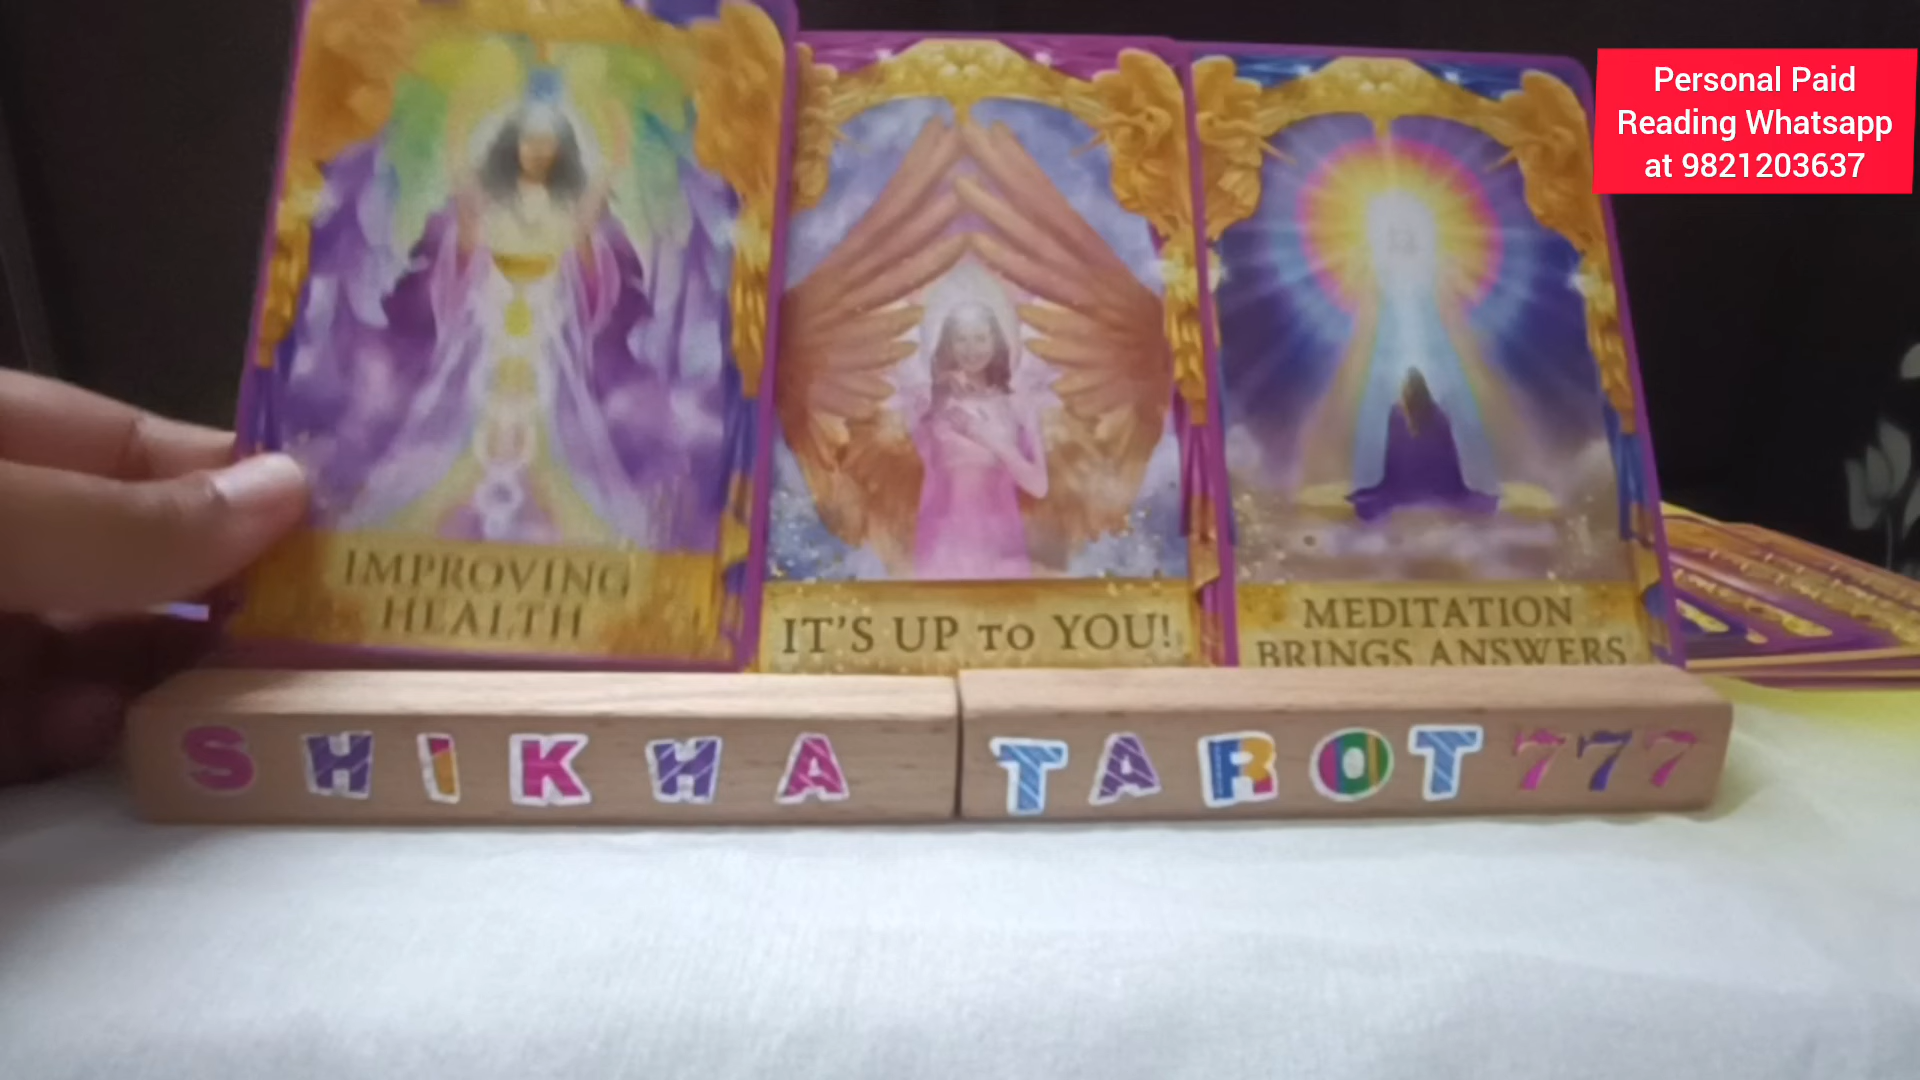 Personal Paid
Reading Whatsapp
at 9821203637
IMPROVING
HEALTH
IT'S UP TO YOU!
MEDITATION
BRINGS ANSWERS
SHIKHA TAROT 777